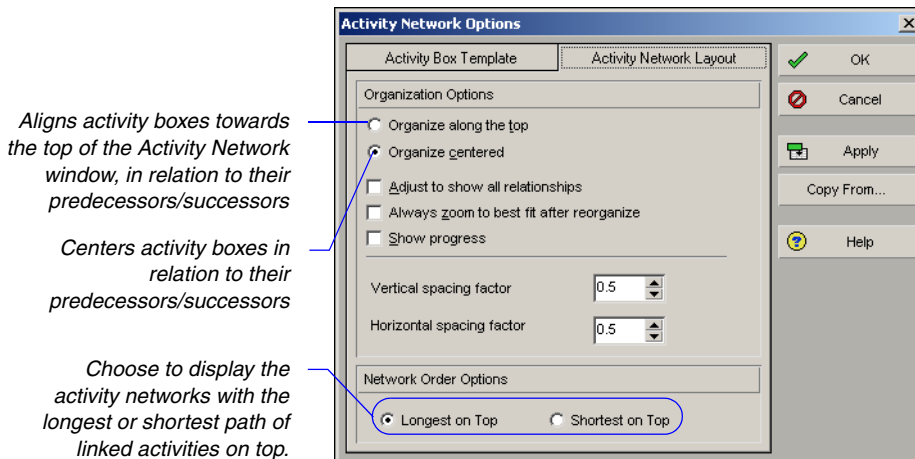 Activity Network Options
Activity Box Template
Activity Network Layout
OK
Organization Options
Cancel
Aligns activity boxes towards
the top of the Activity Network
window, in relation to their
predecessors/successors
Organize along the top
Organize centered
Apply
Adjust to show all relationships
Copy From...
Always zoom to best fit after reorganize
Show progress
Help
Centers activity boxes in
relation to their
predecessors/successors
Vertical spacing factor
0.5
Horizontal spacing factor
0.5
Choose to display the
activity networks with the
longest or shortest path of
linked activities on top.
Network Order Options
Longest on Top
Shortest on Top